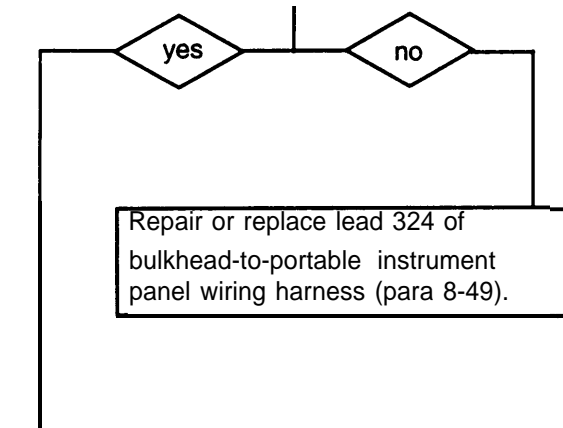 yes
no
Repair or replace lead 324 of
bulkhead-to-portable instrument
panel wiring harness (para 8-49).